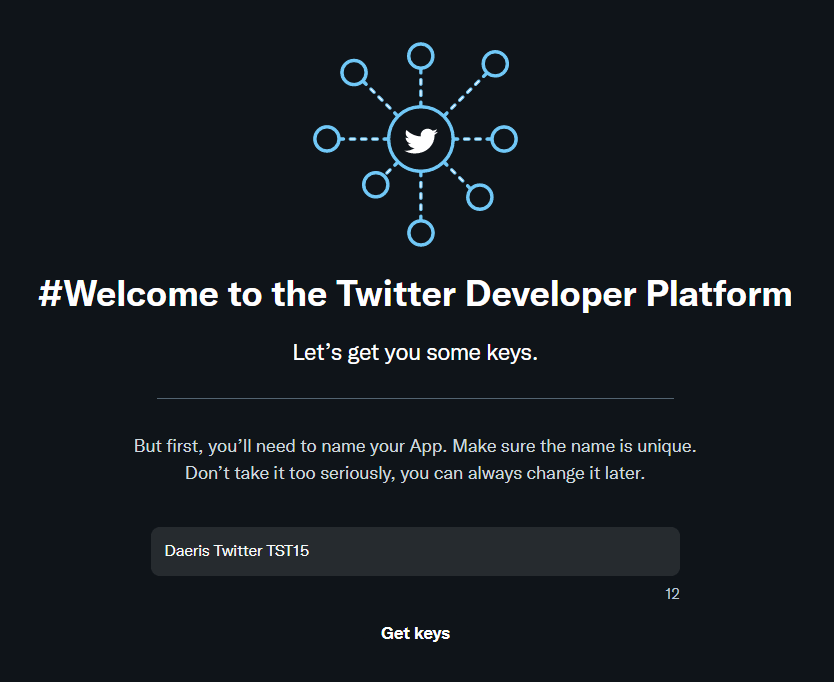 #Welcome to the Twitter Developer Platform
Let’s get you some keys.
But first, you’ll need to name your App. Make sure the name is unique.
Don’t take it too seriously, you can always change it later.
Daeris Twitter TST15
12
Get keys